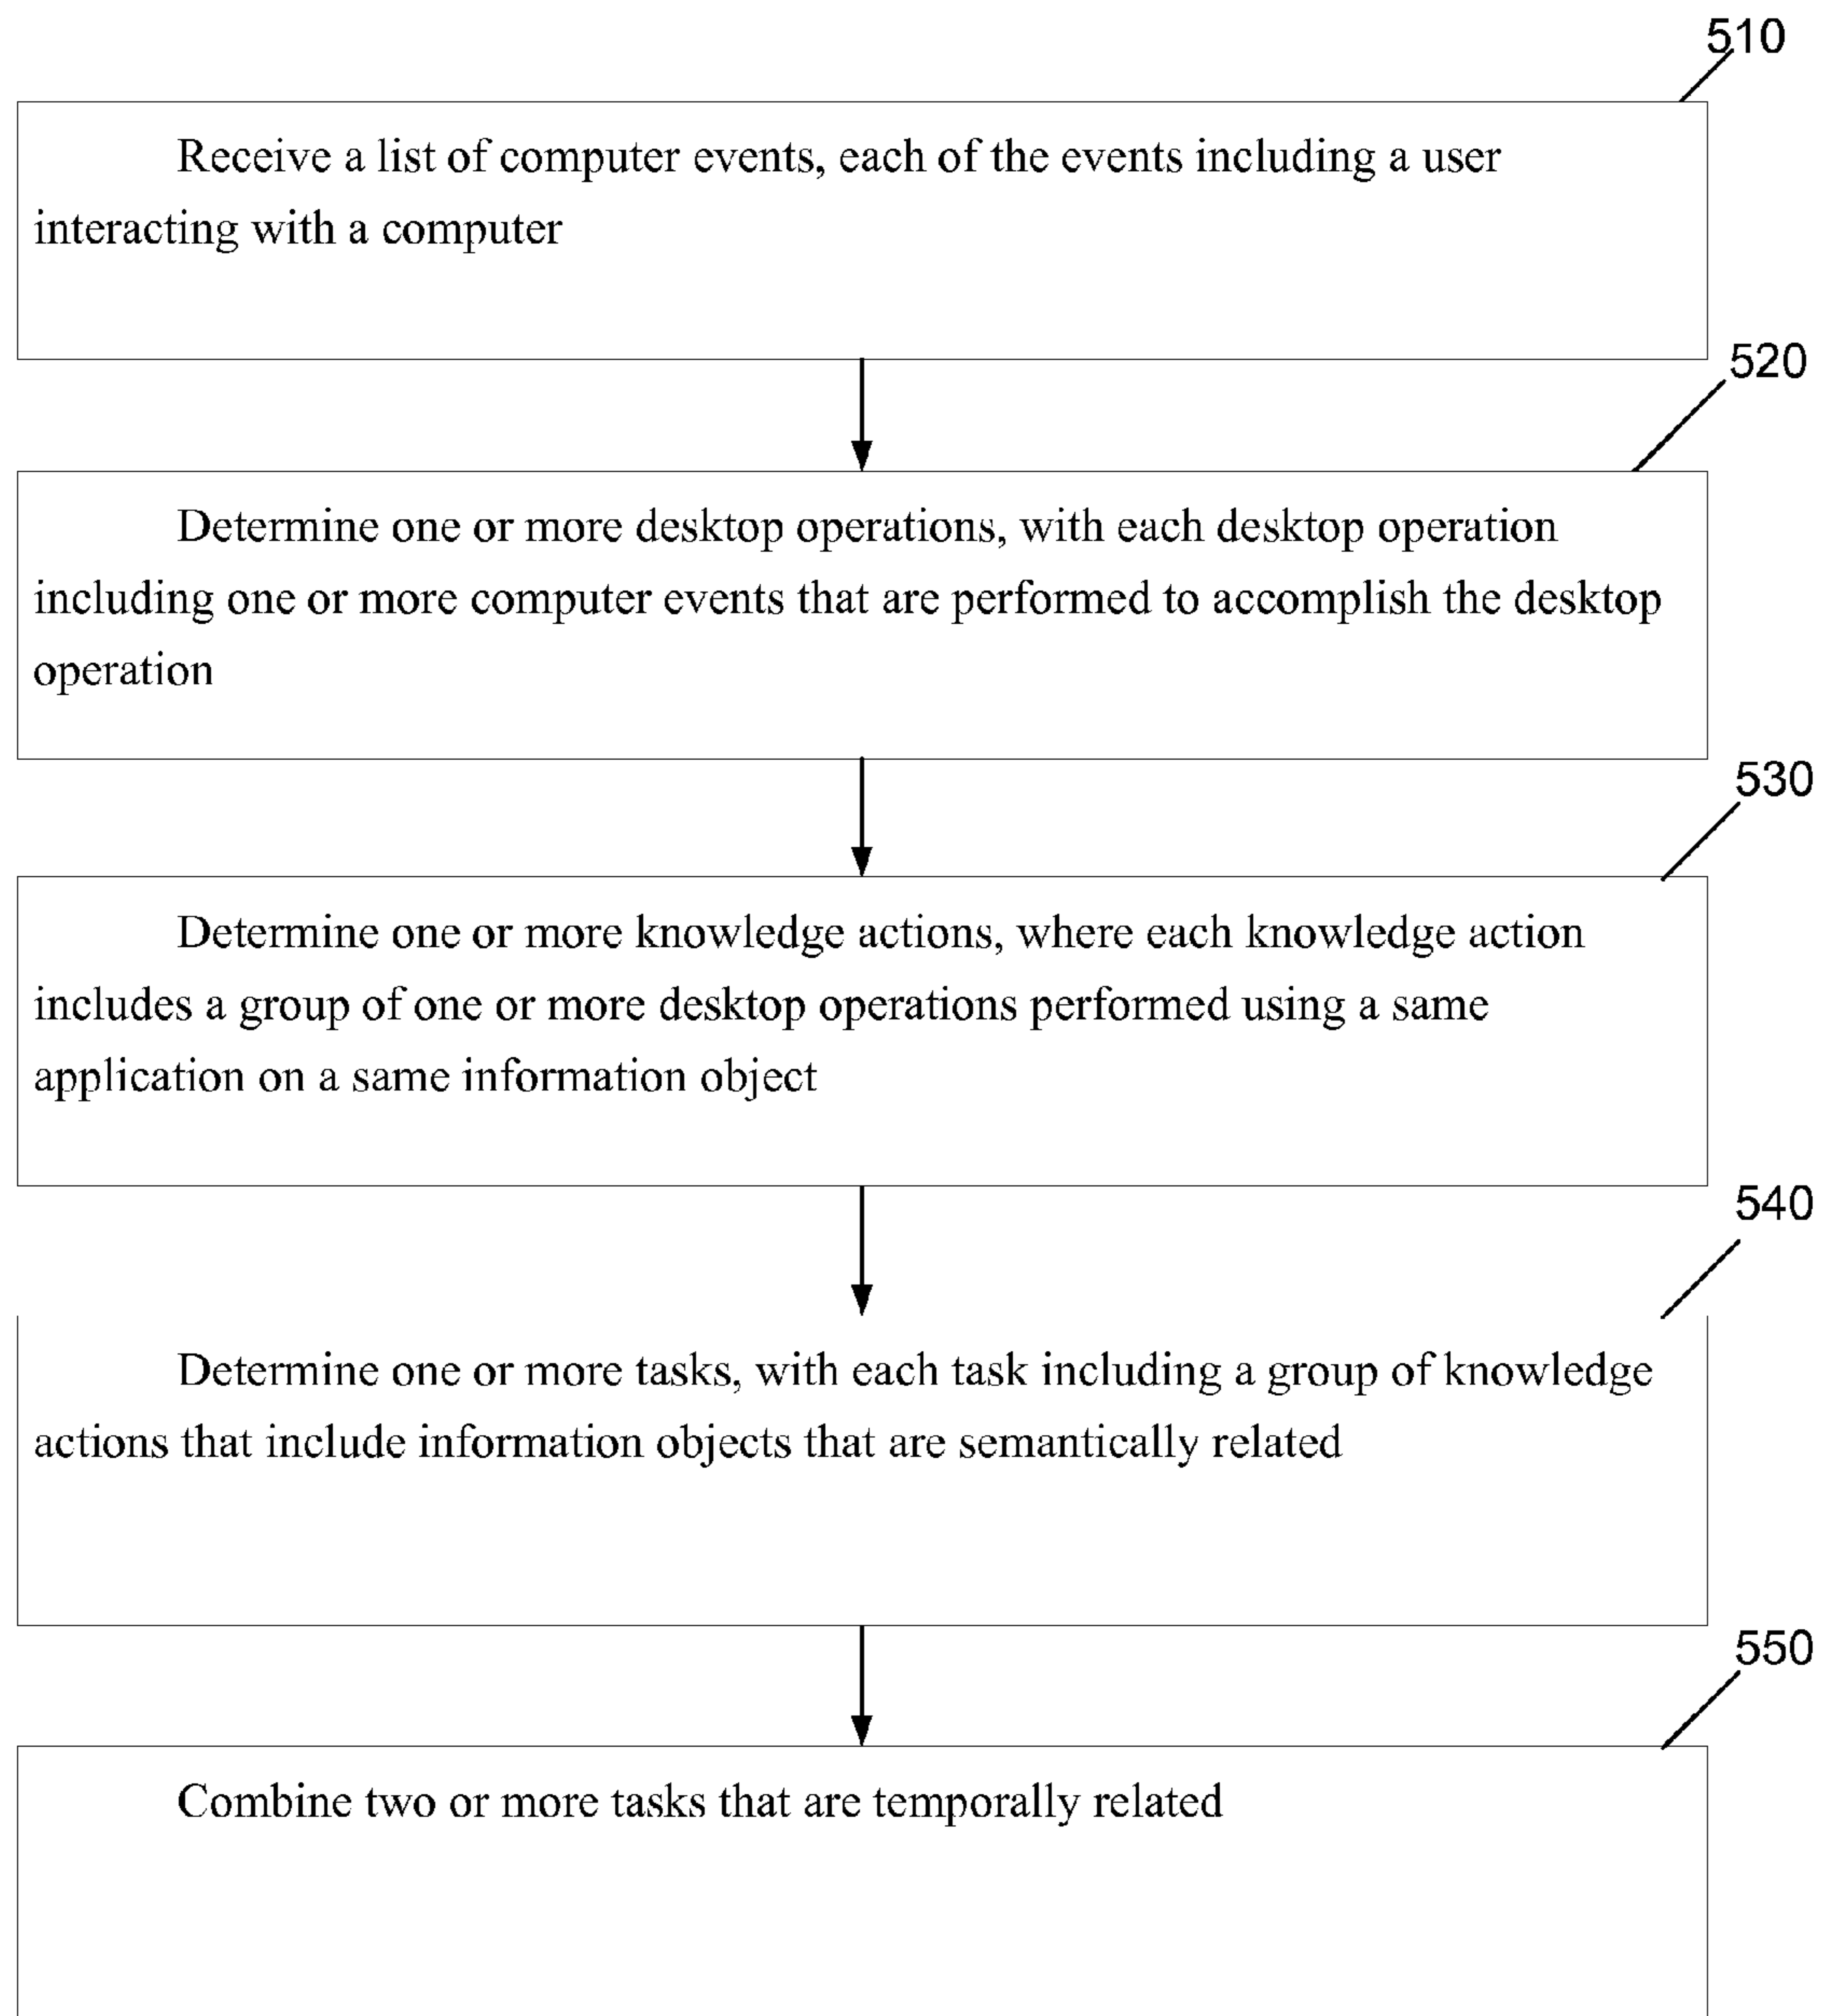 510
Receive a list of computer events, each of the events including a user
interacting with a computer
520
Determine one or more desktop operations, with each desktop operation
including one or more computer events that are performed to accomplish the desktop
operation
530
Determine one or more knowledge actions, where each knowledge action
includes a group of one or more desktop operations performed using a same
application on a same information object
540
Determine one or more tasks, with each task including a group of knowledge
actions that include information objects that are semantically related
550
Combine two or more tasks that are temporally related